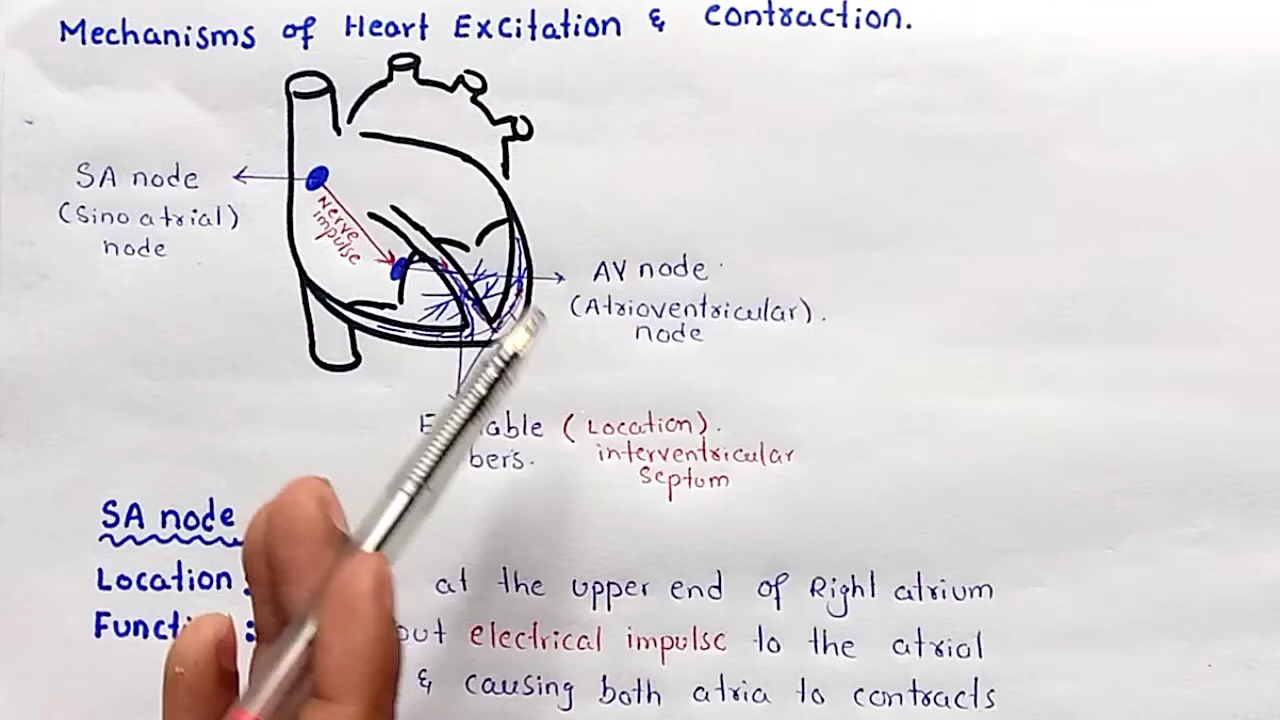 Mechanisms of Heart Excitation & contraction.
SA node
(Sino atrial)
node
Nerve
impulse
AV node
(Atrioventricular).
node
(Location).
interventricular
Septum
SA node
Location :
at the upper end of Right atrium
: out electrical impulse to the atrial
& causing both atria to contracts